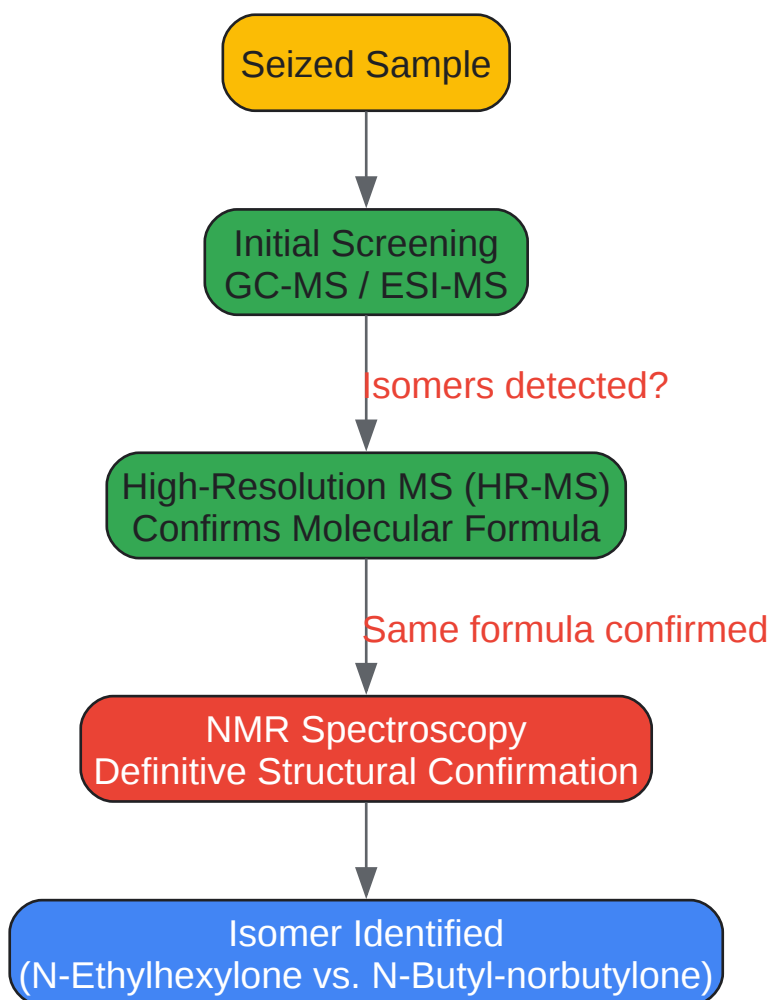 Seized Sample
Initial Screening
GC-MS / ESI-MS
Isomers detected?
High-Resolution MS (HR-MS)
Confirms Molecular Formula
Same formula confirmed
NMR Spectroscopy
Definitive Structural Confirmation
Isomer Identified
(N-Ethylhexylone vs. N-Butyl-norbutylone)